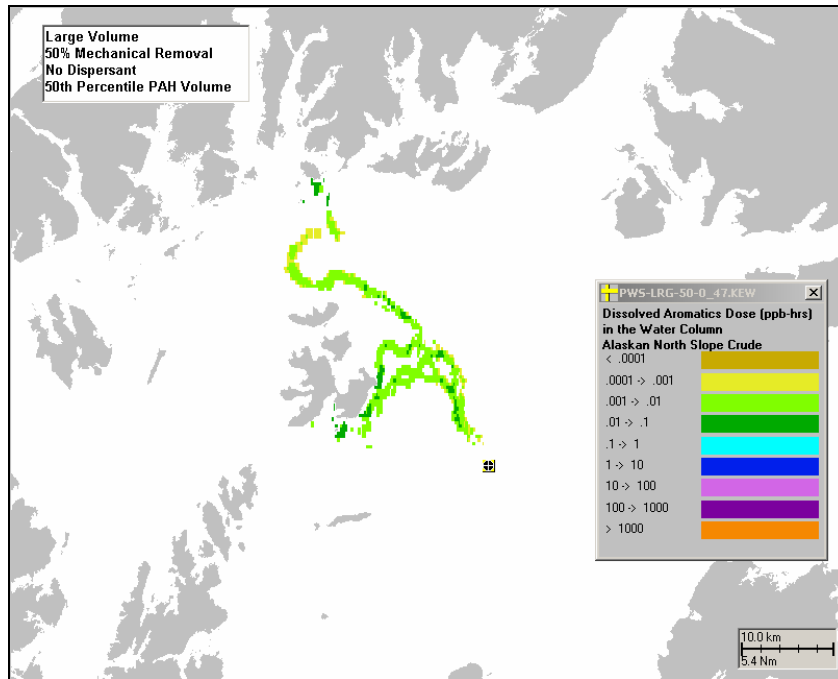 Large Volume
50% Mechanical Removal
No Dispersant
50th Percentile PAH Volume
PWS-LRG-50-0_47.KEW
Dissolved Aromatics Dose (ppb-hrs)
in the Water Column
Alaskan North Slope Crude
< .0001
.0001 -> .001
.001 -> .01
.01 -> .1
.1 -> 1
1 -> 10
10 -> 100
100 -> 1000
> 1000
10.0 km
5.4 Nm